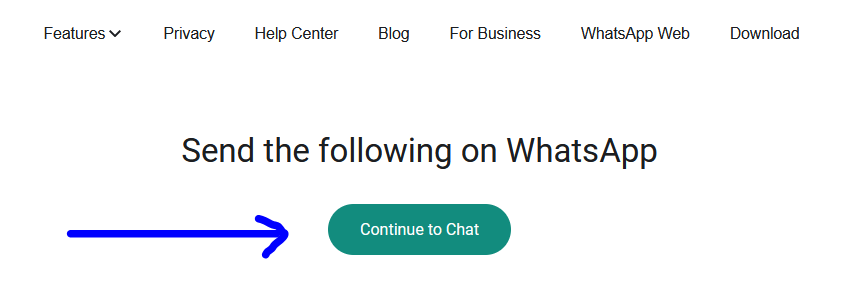 Features Privacy Help Center Blog For Business WhatsApp Web Download
Send the following on WhatsApp
Continue to Chat